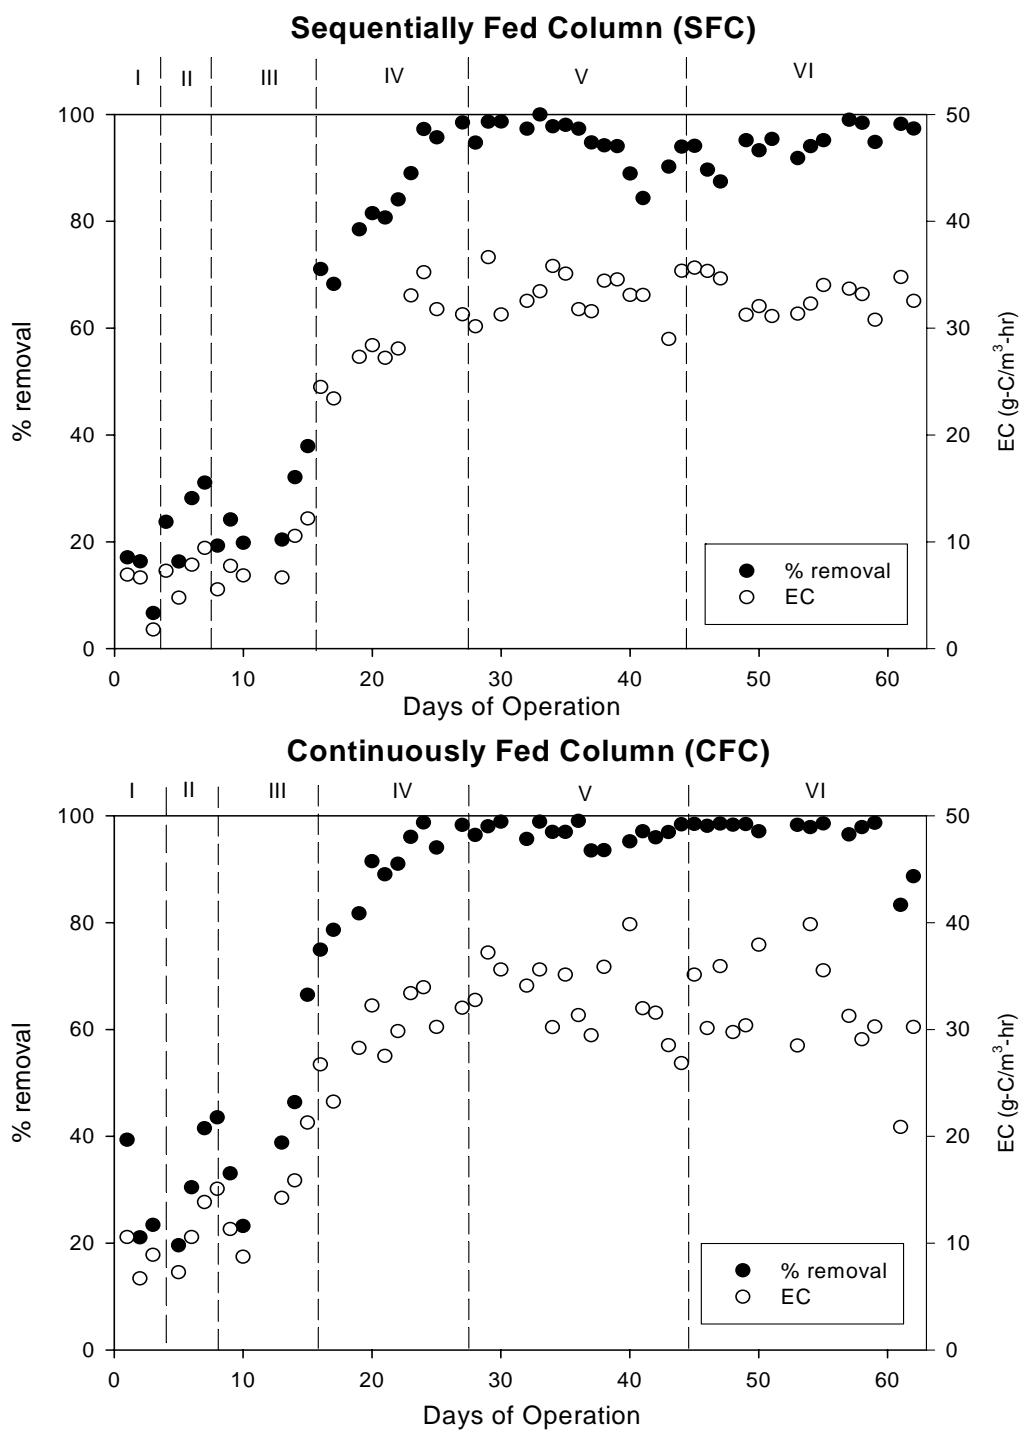 Sequentially Fed Column (SFC)
I II III IV V VI
100 50
80 40
60 30
40 20
20 10
0 0
% removal
EC (g-C/m³-hr)
% removal
EC
0 10 20 30 40 50 60
Days of Operation
Continuously Fed Column (CFC)
I II III IV V VI
100 50
80 40
60 30
40 20
20 10
0 0
% removal
EC (g-C/m³-hr)
% removal
EC
0 10 20 30 40 50 60
Days of Operation